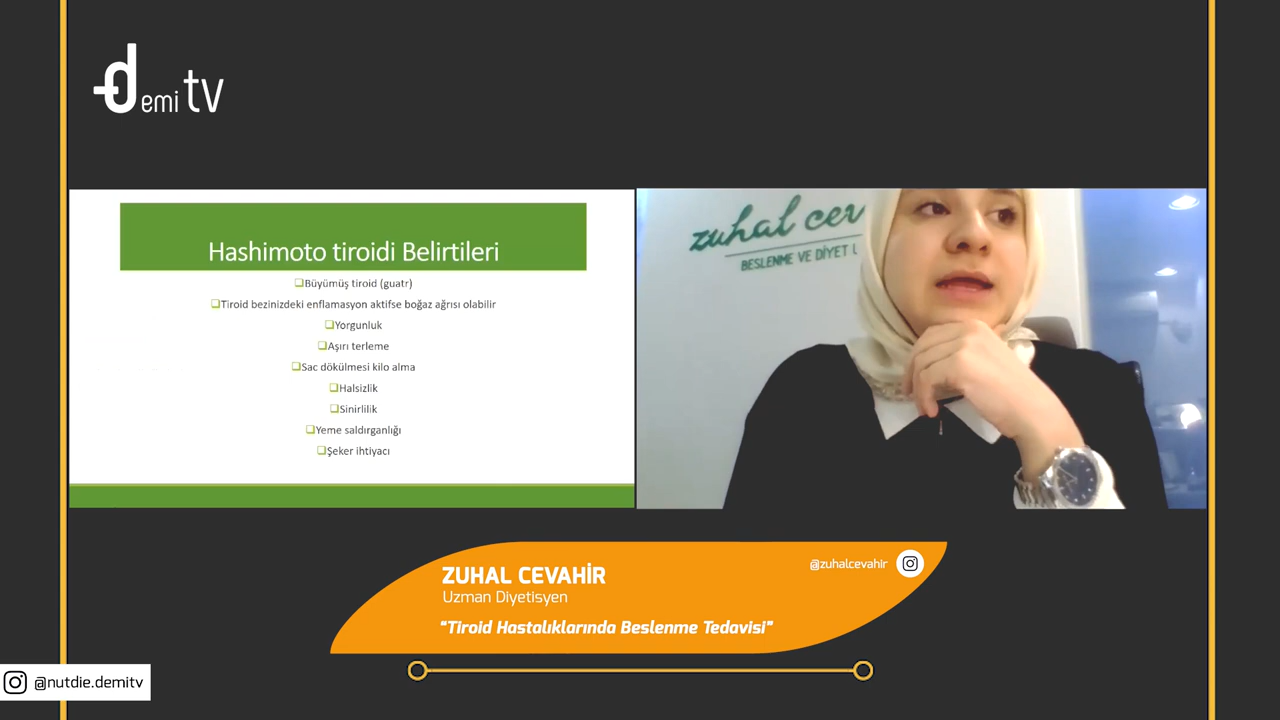 demi tv
Hashimoto tiroidi Belirtileri
❑Büyümüş tiroid (guatr)
❑Tiroid bezinizdeki enflamasyon aktifse boğaz ağrısı olabilir
❑Yorgunluk
❑Aşırı terleme
❑Sac dökülmesi kilo alma
❑Halsizlik
❑Sinirlilik
❑Yeme saldırganlığı
❑Şeker ihtiyacı
zuhal cev
BESLENME VE DİYET
ZUHAL CEVAHİR
@zuhalcevahir
Uzman Diyetisyen
"Tiroid Hastalıklarında Beslenme Tedavisi"
@nutdie.demitv